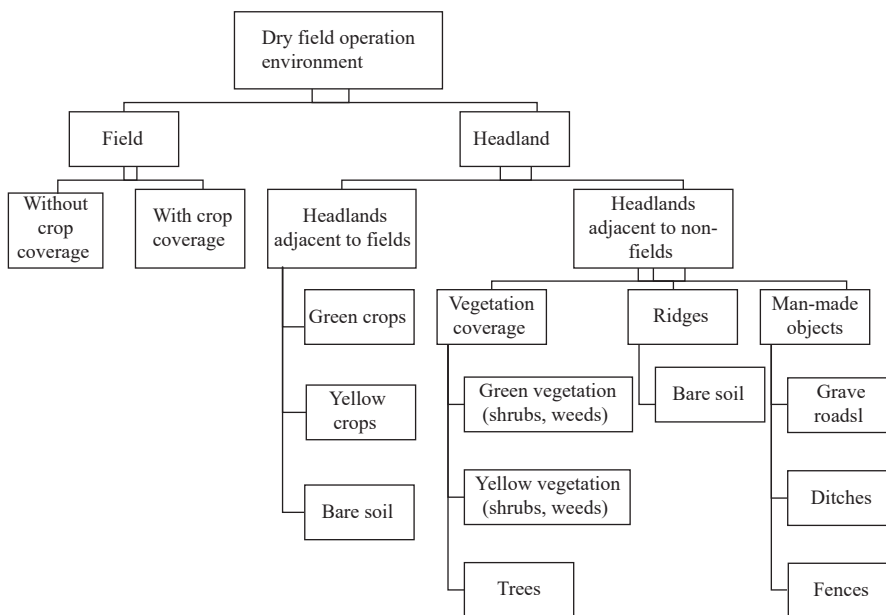 Dry field operation
environment
Field
Headland
Without
crop
coverage
With crop
coverage
Headlands
adjacent to fields
Headlands
adjacent to non-
fields
Green crops
Vegetation
coverage
Ridges
Man-made
objects
Yellow
crops
Green vegetation
(shrubs, weeds)
Bare soil
Grave
roadsl
Bare soil
Yellow vegetation
(shrubs, weeds)
Ditches
Trees
Fences